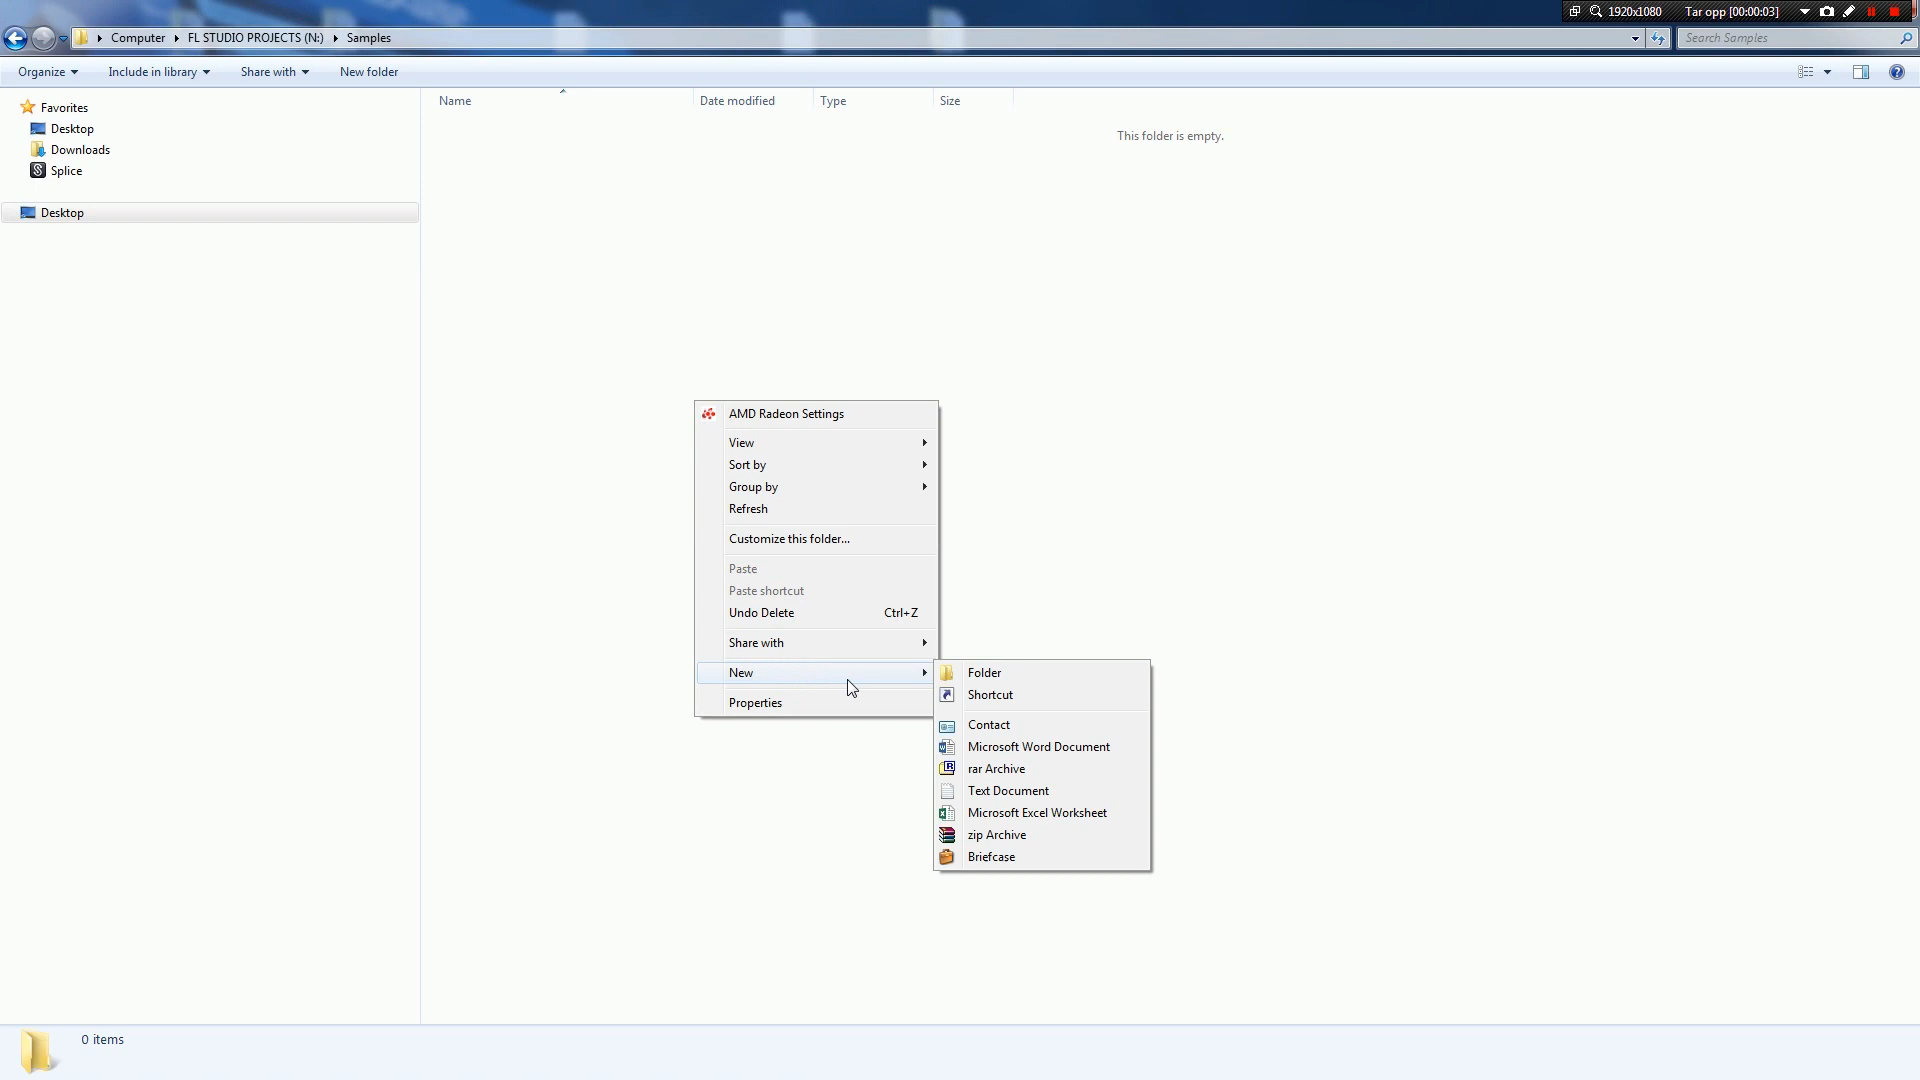 1920x1080 Tar opp [00:00:03]
Computer FL STUDIO PROJECTS (N:) Samples Search Samples
Organize Include in library Share with New folder
Favorites
Desktop
Downloads
Splice
Desktop
Name Date modified Type Size
This folder is empty.
AMD Radeon Settings
View
Sort by
Group by
Refresh
Customize this folder...
Paste
Paste shortcut
Undo Delete Ctrl+Z
Share with
New
Properties
Folder
Shortcut
Contact
Microsoft Word Document
rar Archive
Text Document
Microsoft Excel Worksheet
zip Archive
Briefcase
0 items